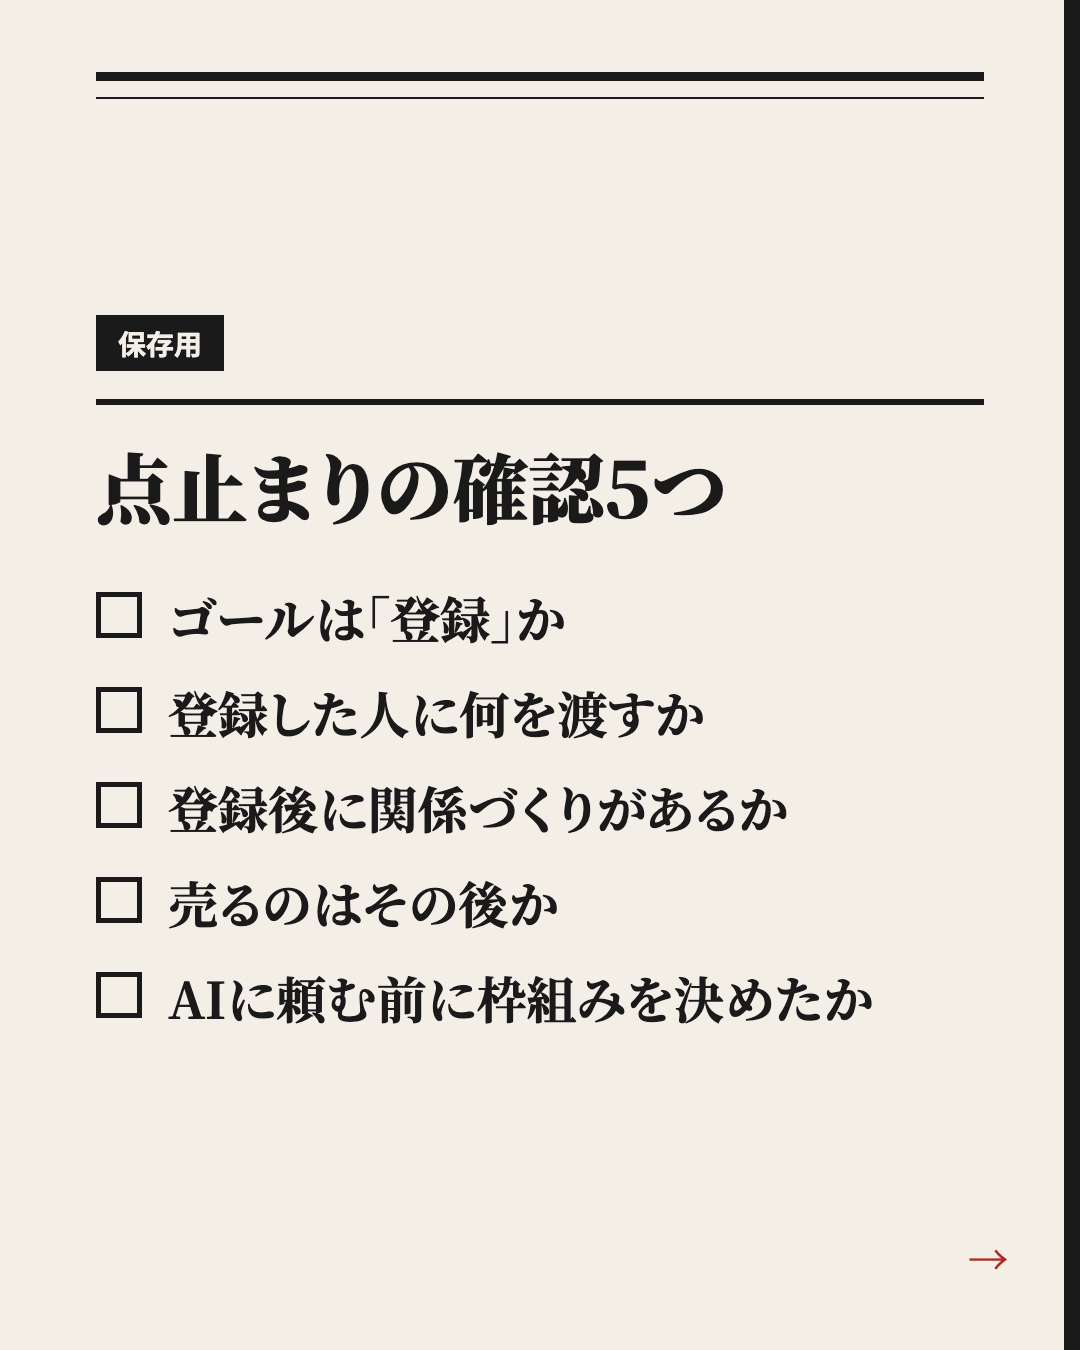 保存用
点止まりの確認5つ
ゴールは「登録」か
登録した人に何を渡すか
登録後に関係づくりがあるか
売るのはその後か
AIに頼む前に枠組みを決めたか
→